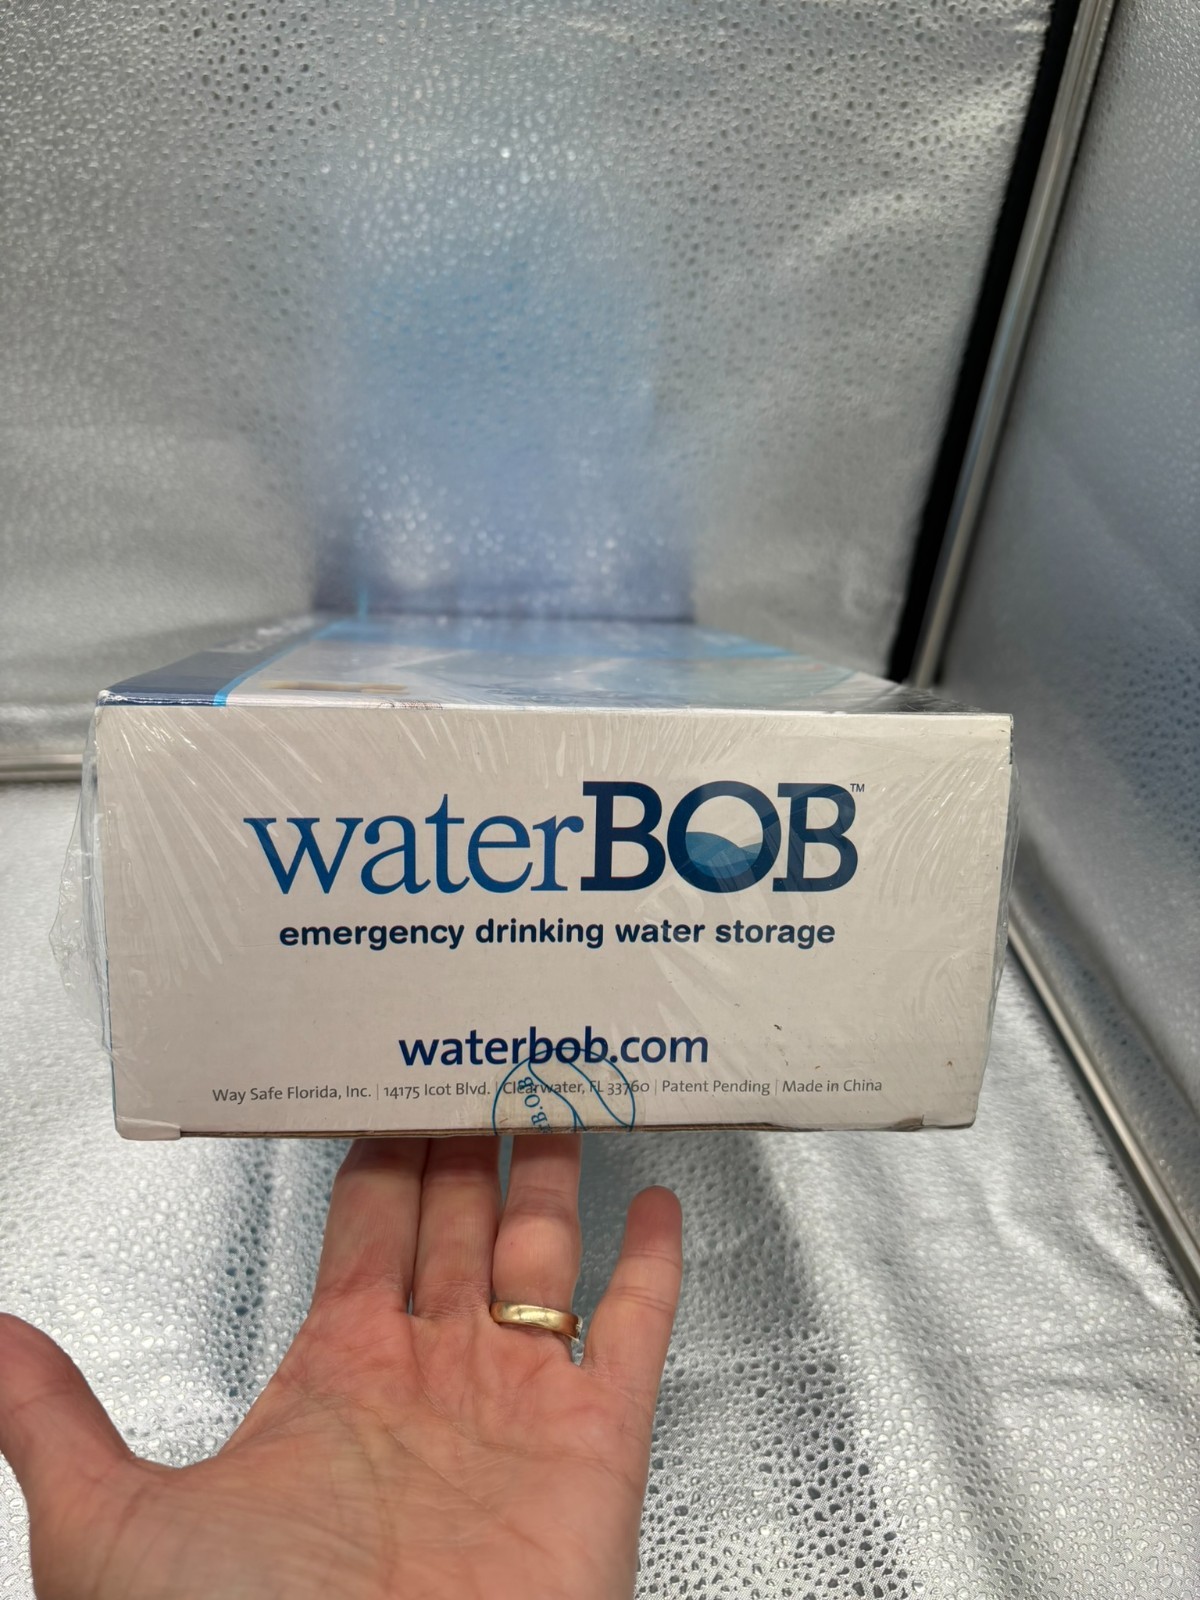 waterBOB™
emergency drinking water storage
waterbob.com
Way Safe Florida, Inc. | 14175 Icot Blvd. | Clearwater, FL 33760 | Patent Pending | Made in China